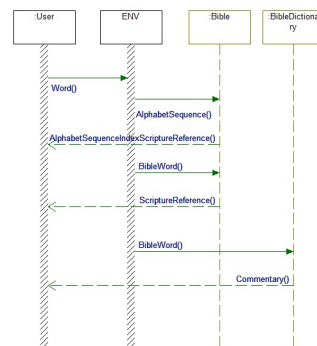 :User
ENV
:Bible
:BibleDictiona
ry
Word()
AlphabetSequence()
AlphabetSequenceIndexScriptureReference()
BibleWord()
ScriptureReference()
BibleWord()
Commentary()